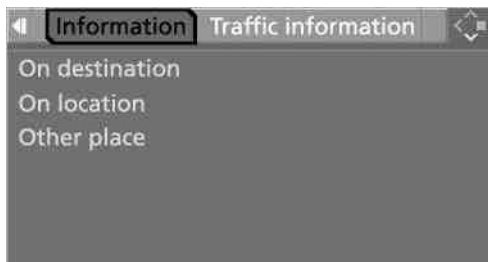 Information Traffic information
On destination
On location
Other place